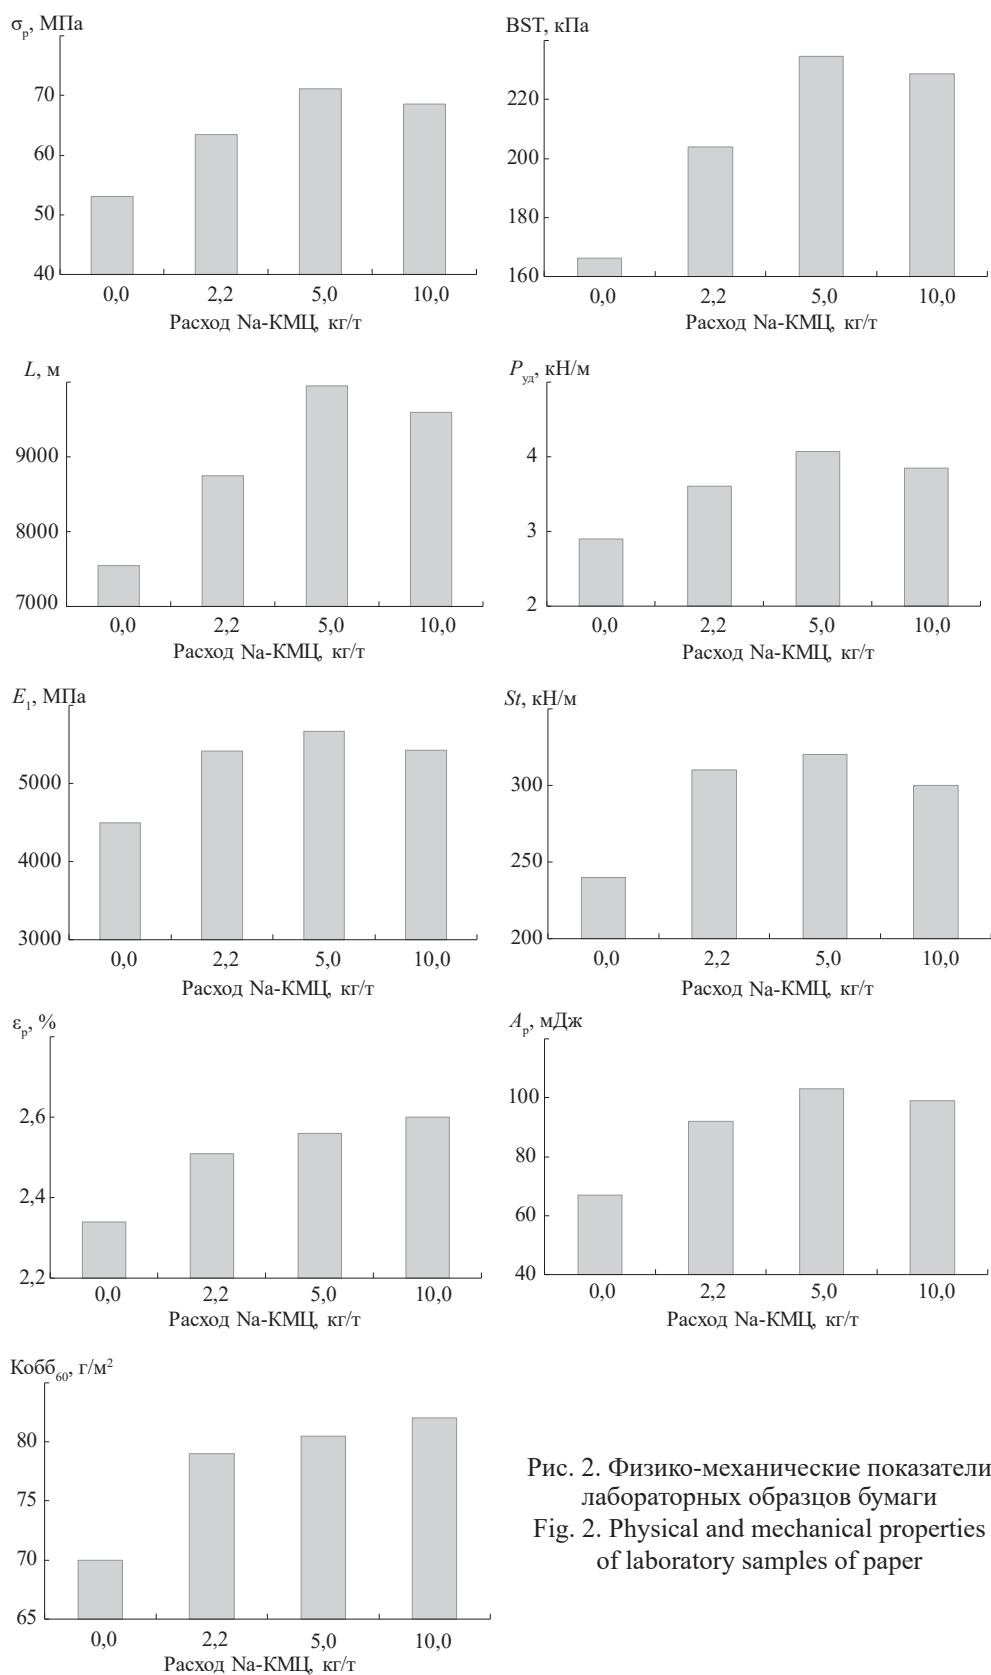 σр, МПа
70
60
50
40
0,0 2,2 5,0 10,0
Расход Na-КМЦ, кг/т
BST, кПа
220
200
180
160
0,0 2,2 5,0 10,0
Расход Na-КМЦ, кг/т
L, м
9000
8000
7000
0,0 2,2 5,0 10,0
Расход Na-КМЦ, кг/т
Руд, кН/м
4
3
2
0,0 2,2 5,0 10,0
Расход Na-КМЦ, кг/т
E1, МПа
5000
4000
3000
0,0 2,2 5,0 10,0
Расход Na-КМЦ, кг/т
St, кН/м
300
250
200
0,0 2,2 5,0 10,0
Расход Na-КМЦ, кг/т
εр, %
2,6
2,4
2,2
0,0 2,2 5,0 10,0
Расход Na-КМЦ, кг/т
Aр, мДж
100
80
60
40
0,0 2,2 5,0 10,0
Расход Na-КМЦ, кг/т
Кобб60, г/м²
80
75
70
65
0,0 2,2 5,0 10,0
Расход Na-КМЦ, кг/т
Рис. 2. Физико-механические показатели
лабораторных образцов бумаги
Fig. 2. Physical and mechanical properties
of laboratory samples of paper